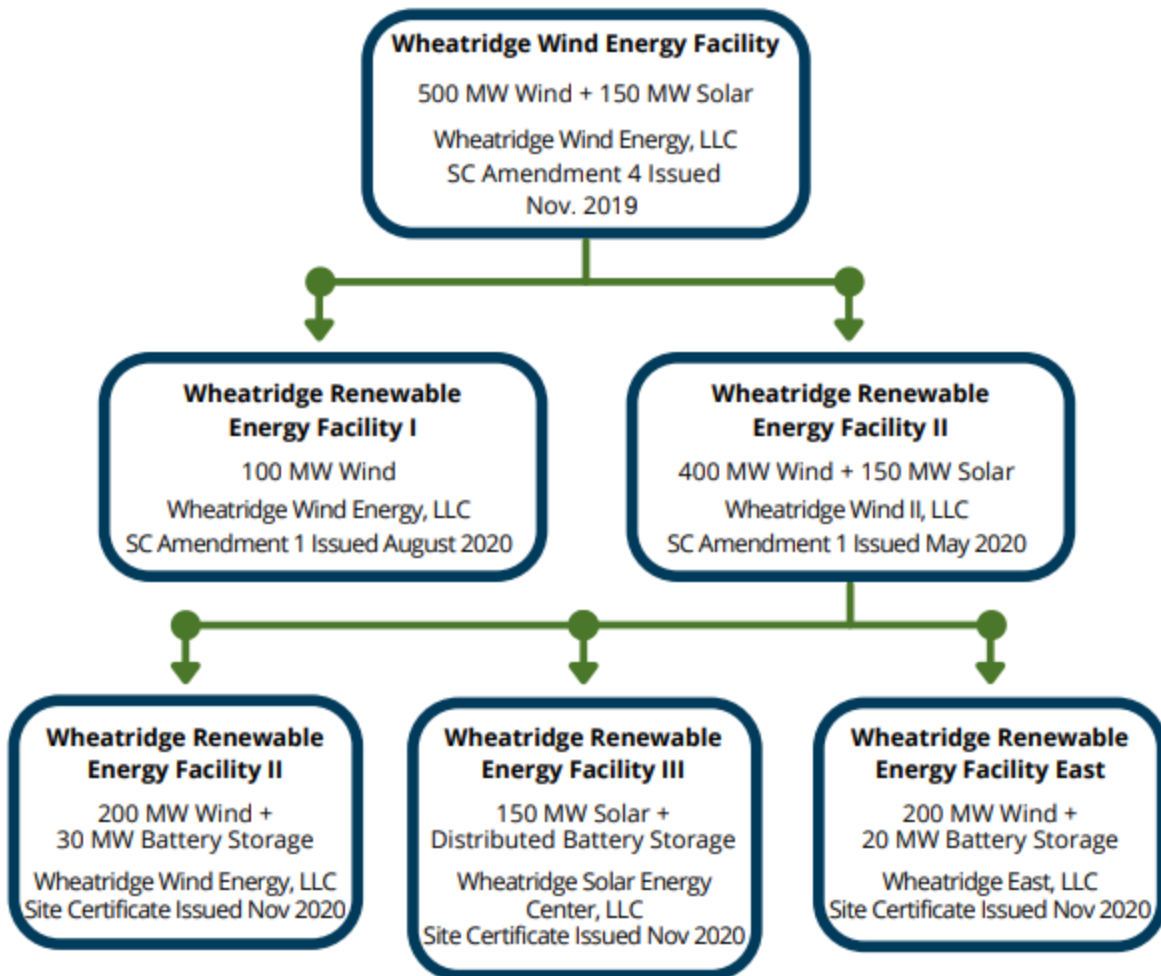 Wheatridge Wind Energy Facility
500 MW Wind + 150 MW Solar
Wheatridge Wind Energy, LLC
SC Amendment 4 Issued
Nov. 2019
Wheatridge Renewable
Energy Facility I
100 MW Wind
Wheatridge Wind Energy, LLC
SC Amendment 1 Issued August 2020
Wheatridge Renewable
Energy Facility II
400 MW Wind + 150 MW Solar
Wheatridge Wind II, LLC
SC Amendment 1 Issued May 2020
Wheatridge Renewable
Energy Facility II
200 MW Wind +
30 MW Battery Storage
Wheatridge Wind Energy, LLC
Site Certificate Issued Nov 2020
Wheatridge Renewable
Energy Facility III
150 MW Solar +
Distributed Battery Storage
Wheatridge Solar Energy
Center, LLC
Site Certificate Issued Nov 2020
Wheatridge Renewable
Energy Facility East
200 MW Wind +
20 MW Battery Storage
Wheatridge East, LLC
Site Certificate Issued Nov 2020